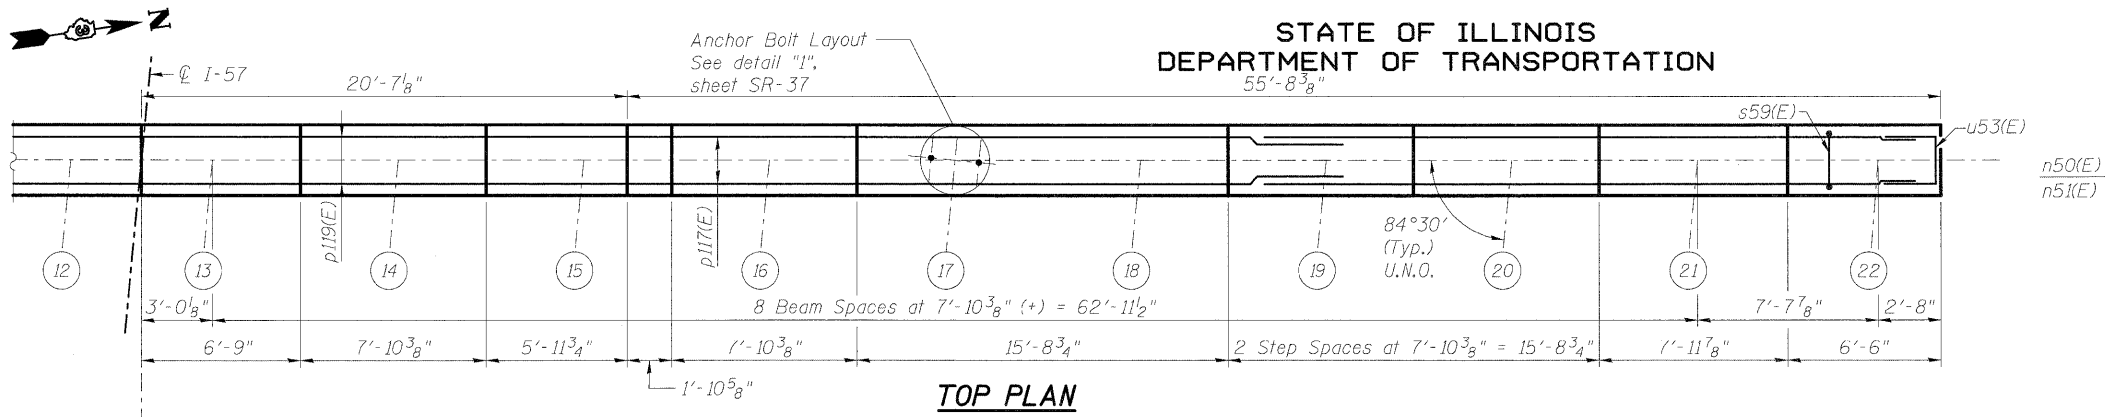 N
STATE OF ILLINOIS
DEPARTMENT OF TRANSPORTATION
Anchor Bolt Layout
See detail "1",
sheet SR-37
℄ I-57
20'-7⅛"
55'-8⅜"
s59(E)
u53(E)
n50(E)
n51(E)
p119(E)
p117(E)
84°30'
(Typ.)
U.N.O.
12
13
14
15
16
17
18
19
20
21
22
3'-0⅛"
8 Beam Spaces at 7'-10⅜" (+) = 62'-11½"
7'-7⅞"
2'-8"
6'-9"
7'-10⅜"
5'-11¾"
7'-10⅜"
15'-8¾"
2 Step Spaces at 7'-10⅜" = 15'-8¾"
7'-11⅞"
6'-6"
1'-10⅝"
TOP PLAN